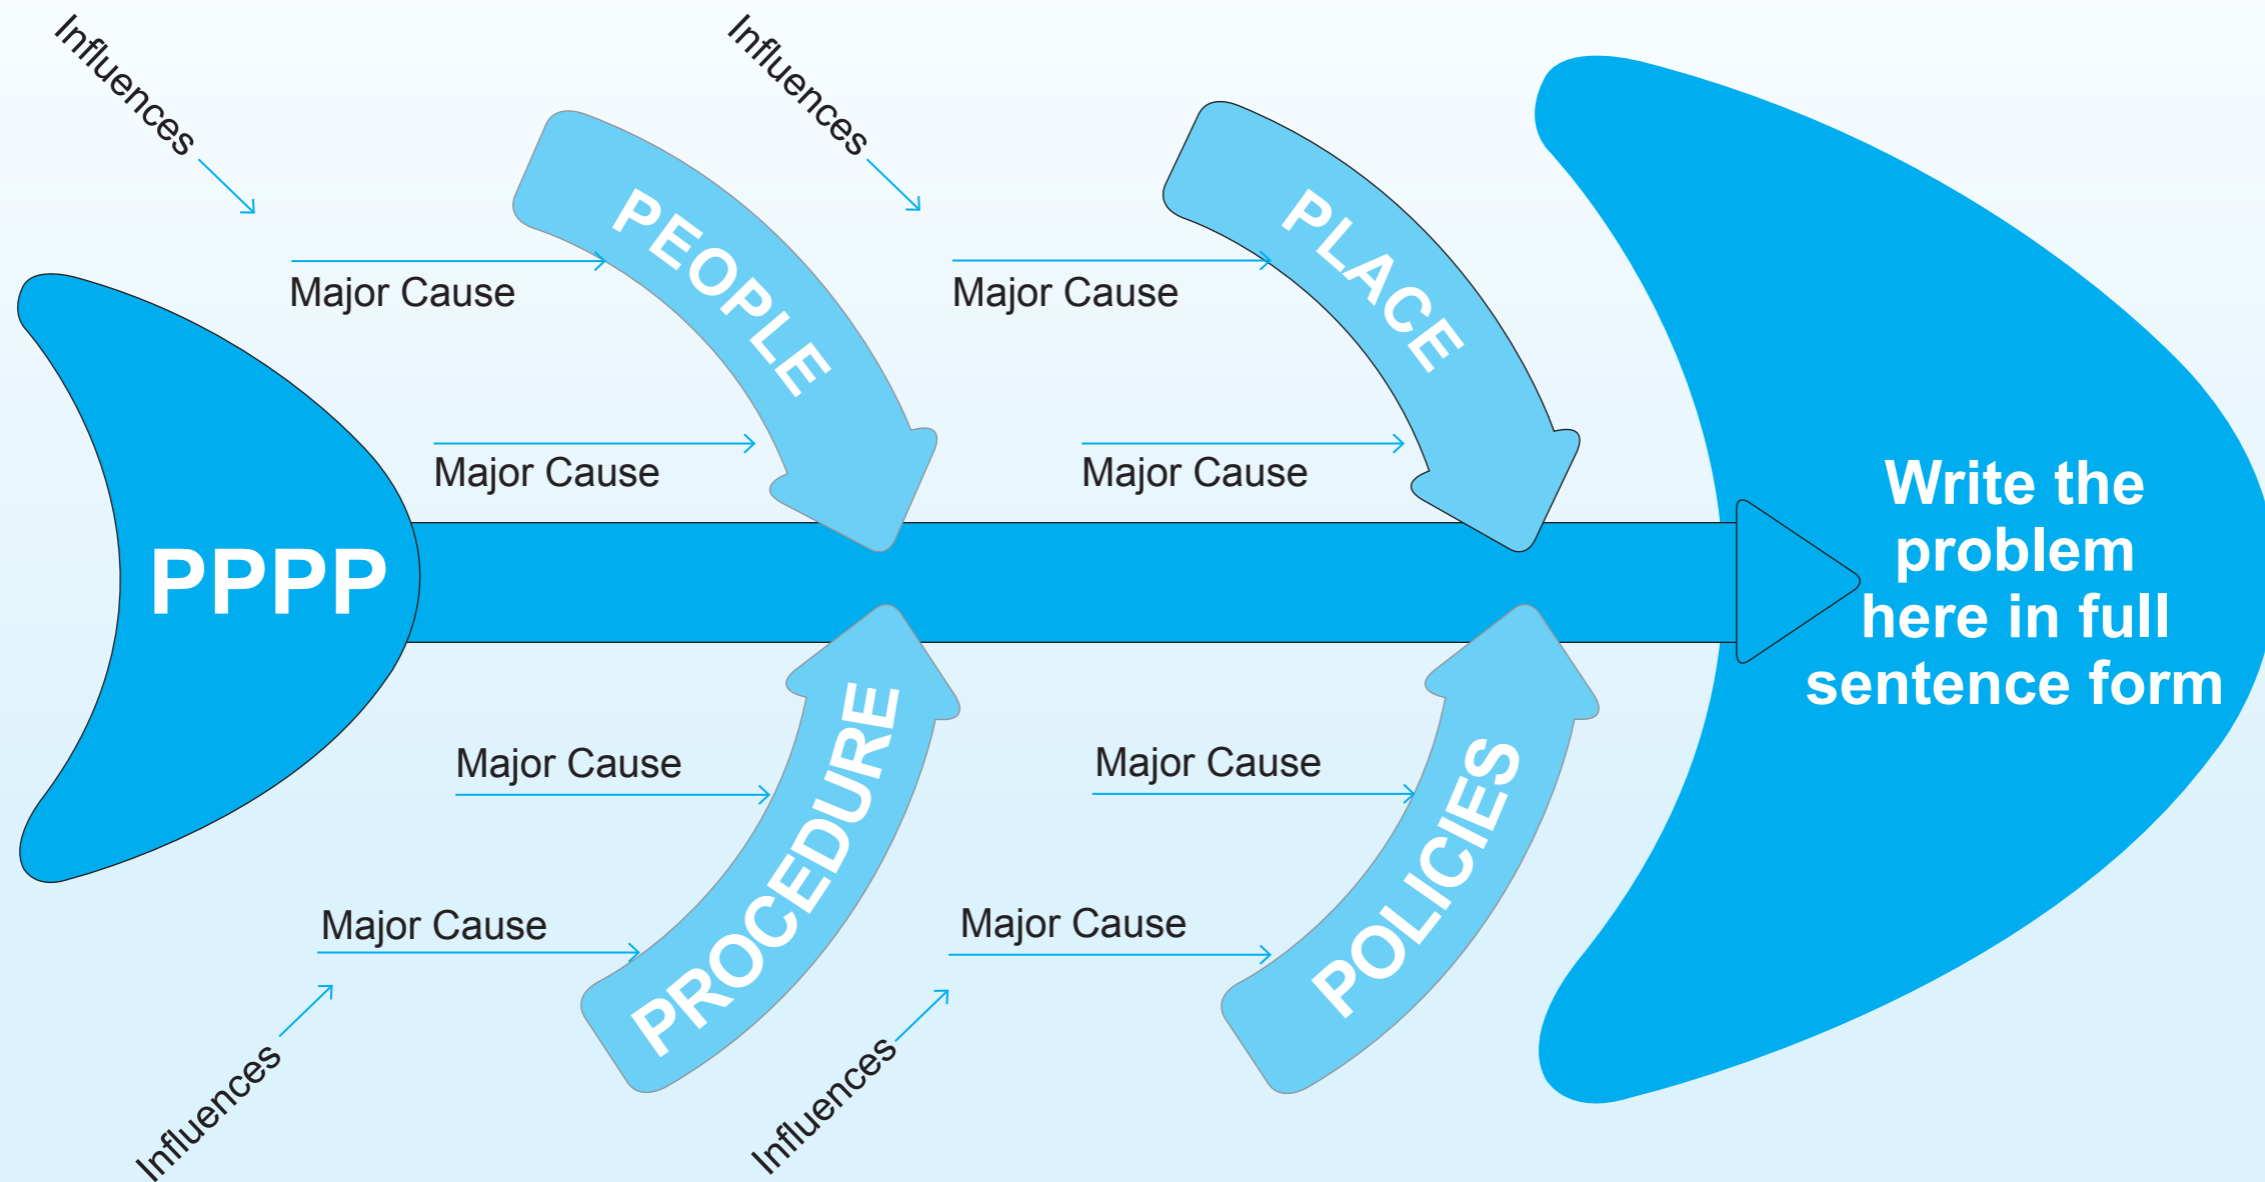 Influences
Influences
PEOPLE
PLACE
Major Cause
Major Cause
Major Cause
Major Cause
PPPP
Write the
problem
here in full
sentence form
Major Cause
Major Cause
PROCEDURE
POLICIES
Major Cause
Major Cause
Influences
Influences